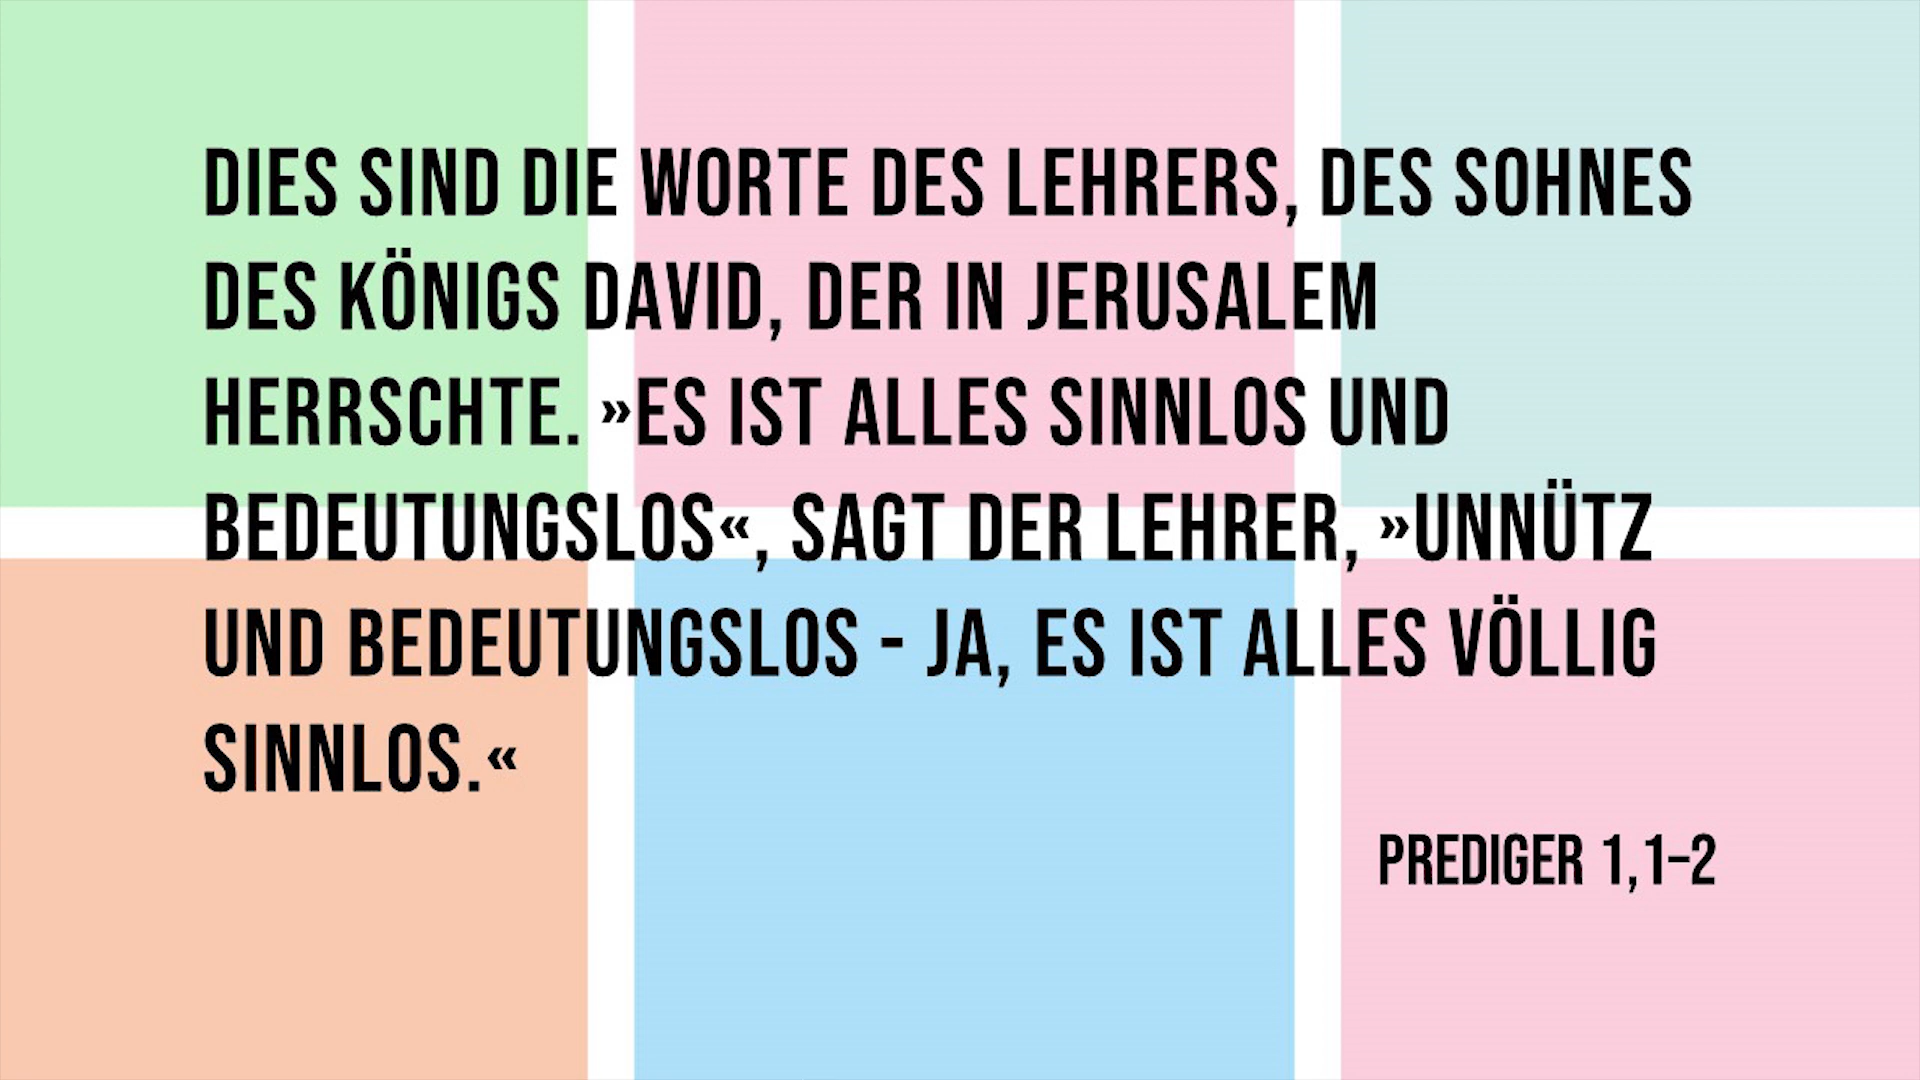 DIES SIND DIE WORTE DES LEHRERS, DES SOHNES
DES KÖNIGS DAVID, DER IN JERUSALEM
HERRSCHTE. »ES IST ALLES SINNLOS UND
BEDEUTUNGSLOS«, SAGT DER LEHRER, »UNNÜTZ
UND BEDEUTUNGSLOS - JA, ES IST ALLES VÖLLIG
SINNLOS.«
PREDIGER 1,1–2